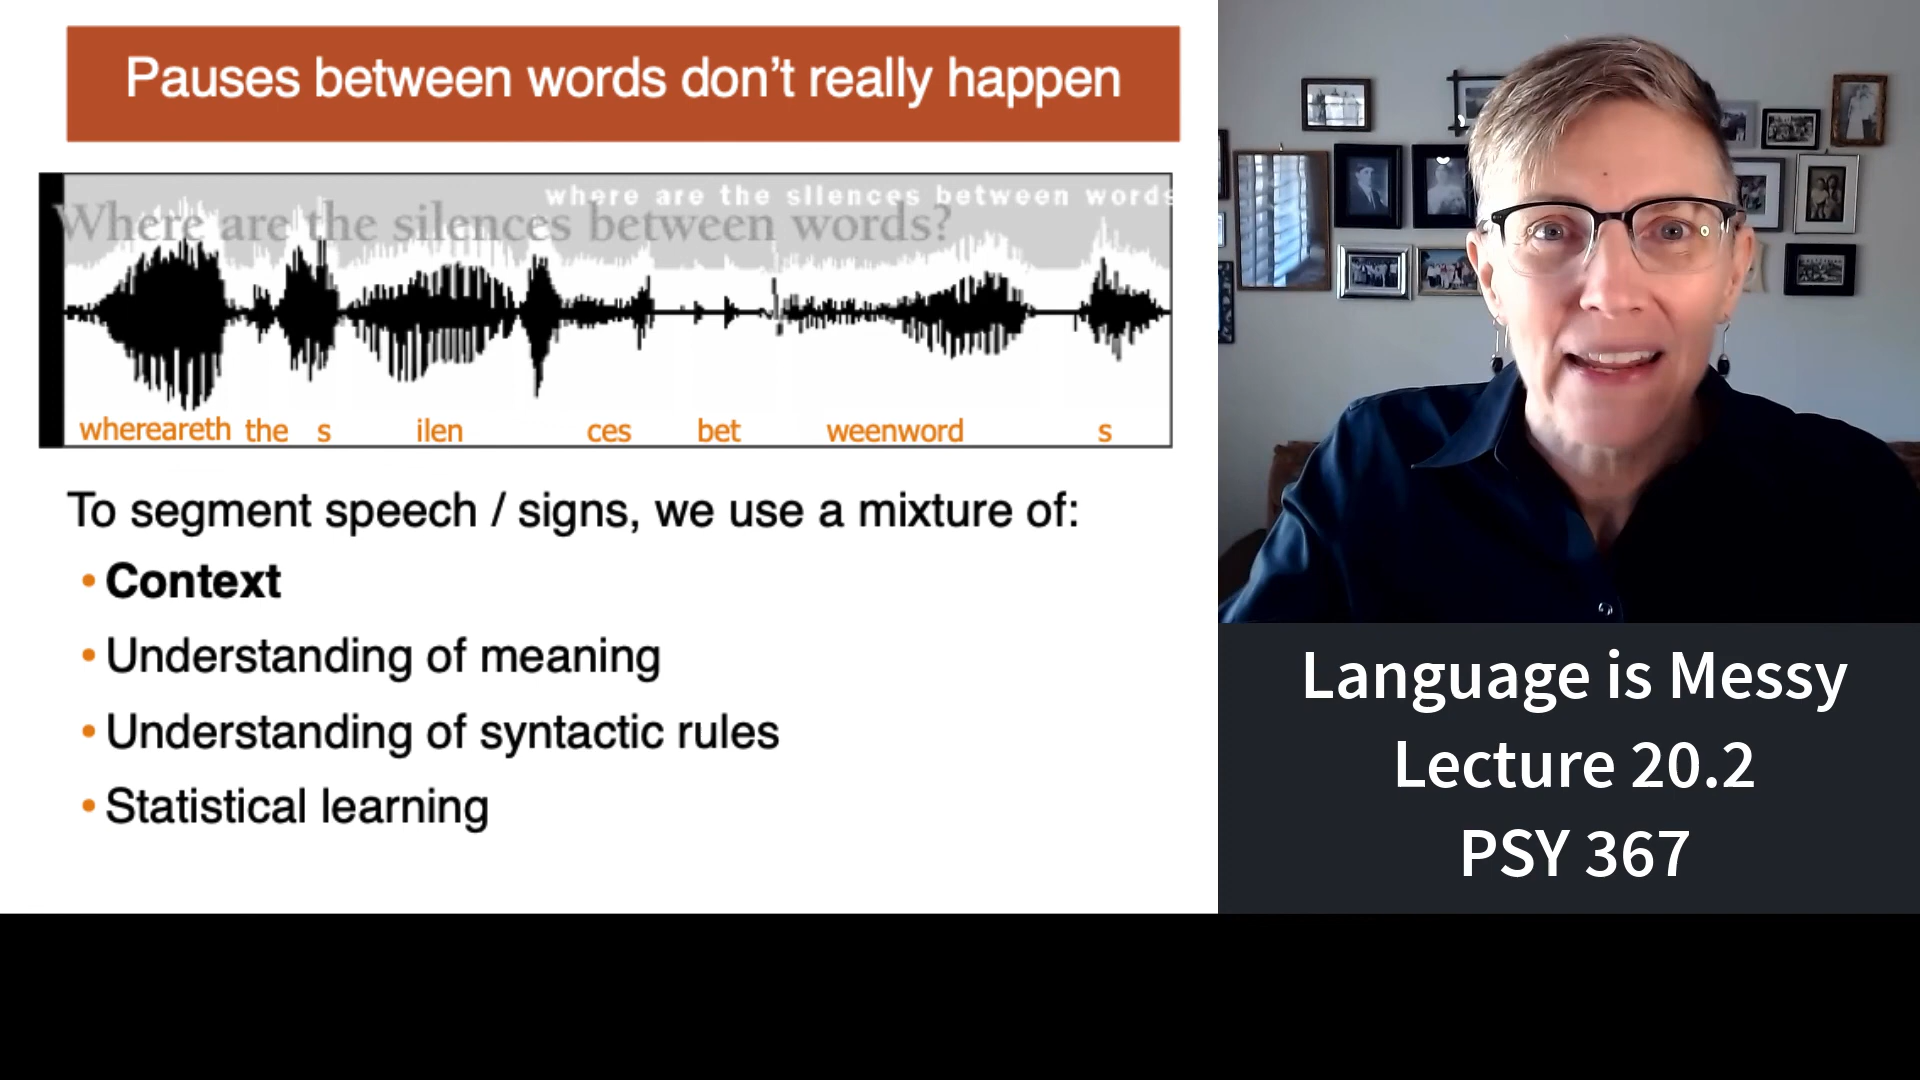 Pauses between words don't really happen
where are the silences between words
Where are the silences between words?
whereareth the s ilen ces bet weenword s
To segment speech / signs, we use a mixture of:
• Context
• Understanding of meaning
• Understanding of syntactic rules
• Statistical learning
Language is Messy
Lecture 20.2
PSY 367